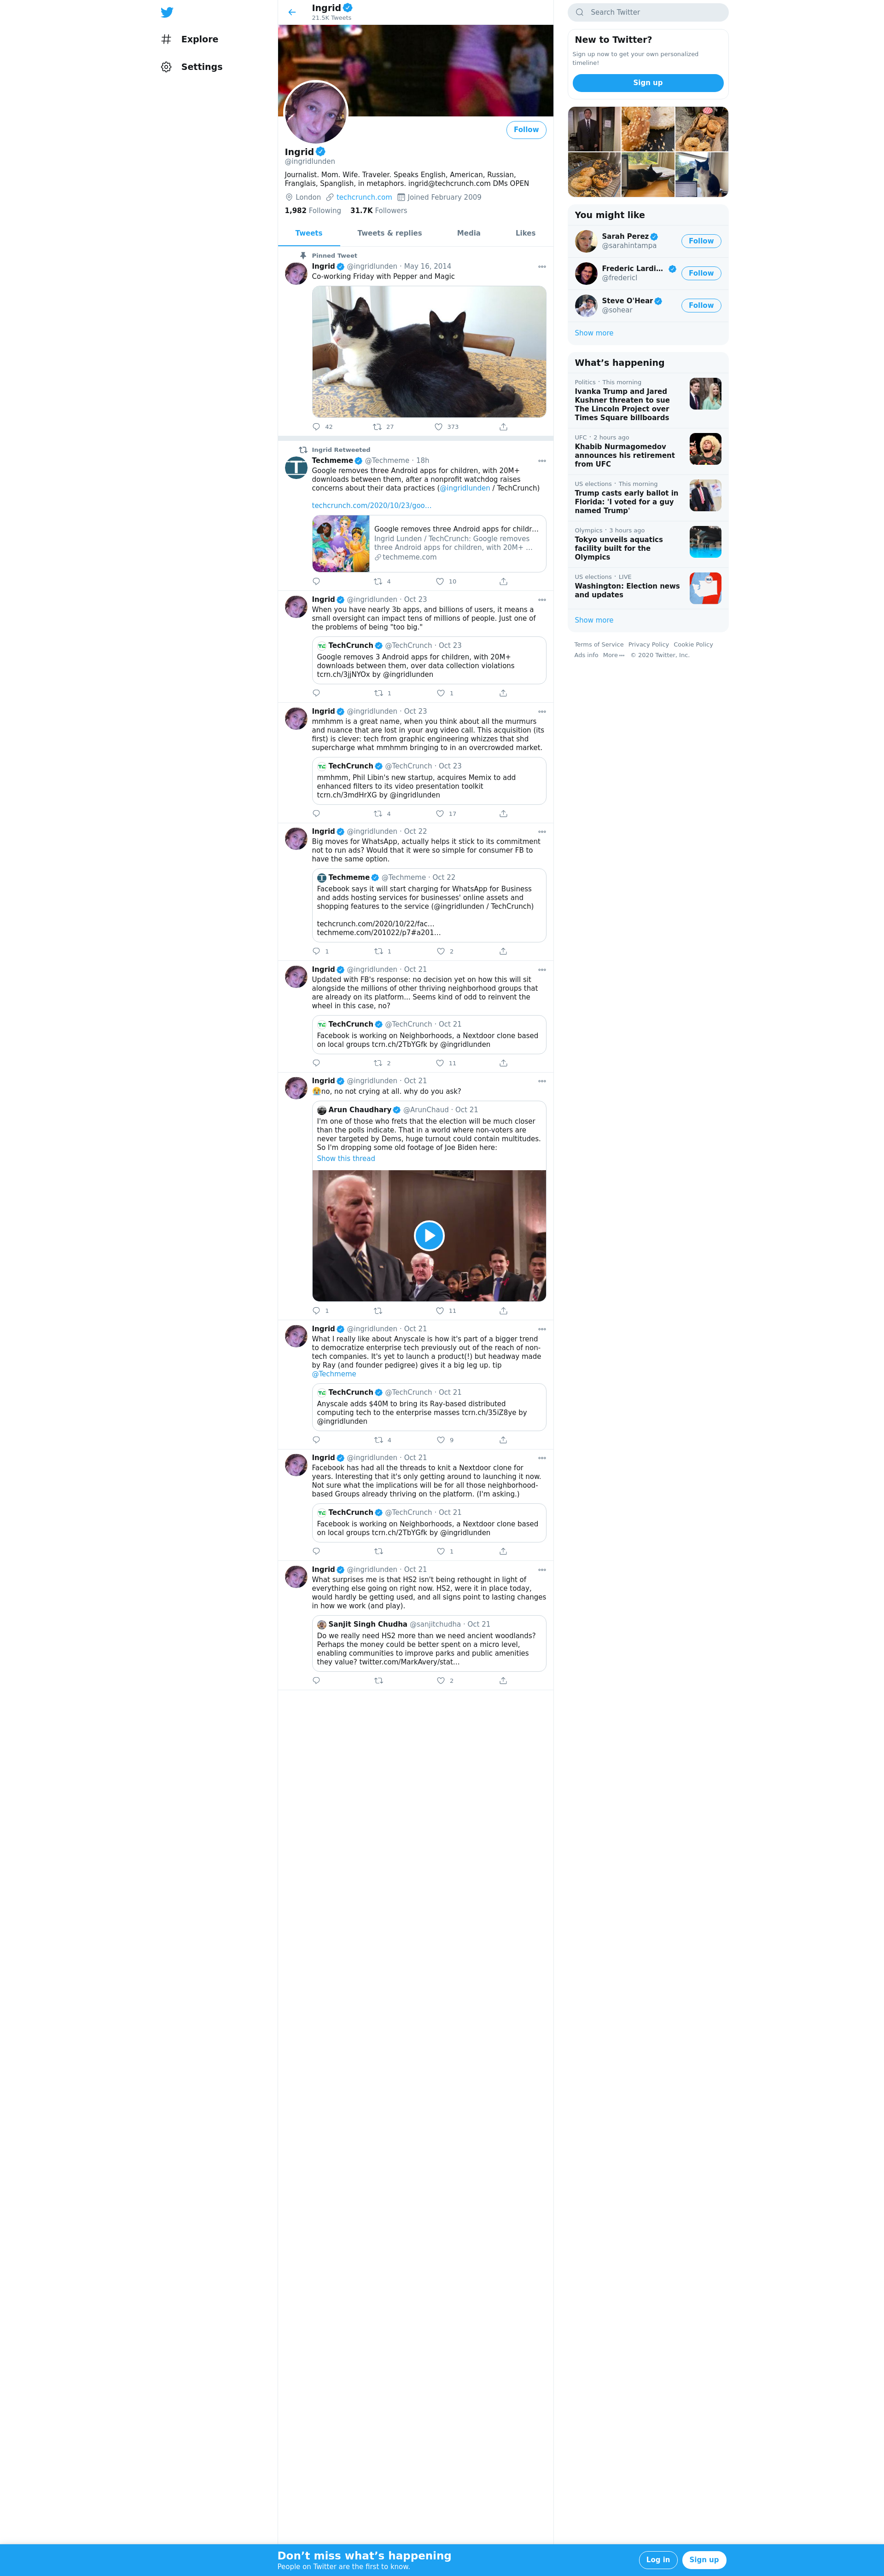 Explore
Settings
Ingrid
21.5K Tweets
Follow
Ingrid
@ingridlunden
Journalist. Mom. Wife. Traveler. Speaks English, American, Russian,
Franglais, Spanglish, in metaphors. ingrid@techcrunch.com DMs OPEN
London techcrunch.com Joined February 2009
1,982 Following 31.7K Followers
Tweets Tweets & replies Media Likes
Pinned Tweet
Ingrid @ingridlunden · May 16, 2014
Co-working Friday with Pepper and Magic
42 27 373
Ingrid Retweeted
Techmeme @Techmeme · 18h
Google removes three Android apps for children, with 20M+
downloads between them, after a nonprofit watchdog raises
concerns about their data practices (@ingridlunden / TechCrunch)
techcrunch.com/2020/10/23/goo…
Google removes three Android apps for childr…
Ingrid Lunden / TechCrunch: Google removes
three Android apps for children, with 20M+ …
techmeme.com
4 10
Ingrid @ingridlunden · Oct 23
When you have nearly 3b apps, and billions of users, it means a
small oversight can impact tens of millions of people. Just one of
the problems of being "too big."
TechCrunch @TechCrunch · Oct 23
Google removes 3 Android apps for children, with 20M+
downloads between them, over data collection violations
tcrn.ch/3jjNYOx by @ingridlunden
1 1
Ingrid @ingridlunden · Oct 23
mmhmm is a great name, when you think about all the murmurs
and nuance that are lost in your avg video call. This acquisition (its
first) is clever: tech from graphic engineering whizzes that shd
supercharge what mmhmm bringing to in an overcrowded market.
TechCrunch @TechCrunch · Oct 23
mmhmm, Phil Libin's new startup, acquires Memix to add
enhanced filters to its video presentation toolkit
tcrn.ch/3mdHrXG by @ingridlunden
4 17
Ingrid @ingridlunden · Oct 22
Big moves for WhatsApp, actually helps it stick to its commitment
not to run ads? Would that it were so simple for consumer FB to
have the same option.
Techmeme @Techmeme · Oct 22
Facebook says it will start charging for WhatsApp for Business
and adds hosting services for businesses' online assets and
shopping features to the service (@ingridlunden / TechCrunch)
techcrunch.com/2020/10/22/fac…
techmeme.com/201022/p7#a201…
1 1 2
Ingrid @ingridlunden · Oct 21
Updated with FB's response: no decision yet on how this will sit
alongside the millions of other thriving neighborhood groups that
are already on its platform... Seems kind of odd to reinvent the
wheel in this case, no?
TechCrunch @TechCrunch · Oct 21
Facebook is working on Neighborhoods, a Nextdoor clone based
on local groups tcrn.ch/2TbYGfk by @ingridlunden
2 11
Ingrid @ingridlunden · Oct 21
😭no, no not crying at all. why do you ask?
Arun Chaudhary @ArunChaud · Oct 21
I'm one of those who frets that the election will be much closer
than the polls indicate. That in a world where non-voters are
never targeted by Dems, huge turnout could contain multitudes.
So I'm dropping some old footage of Joe Biden here:
Show this thread
1 11
Ingrid @ingridlunden · Oct 21
What I really like about Anyscale is how it's part of a bigger trend
to democratize enterprise tech previously out of the reach of non-
tech companies. It's yet to launch a product(!) but headway made
by Ray (and founder pedigree) gives it a big leg up. tip
@Techmeme
TechCrunch @TechCrunch · Oct 21
Anyscale adds $40M to bring its Ray-based distributed
computing tech to the enterprise masses tcrn.ch/35iZ8ye by
@ingridlunden
4 9
Ingrid @ingridlunden · Oct 21
Facebook has had all the threads to knit a Nextdoor clone for
years. Interesting that it's only getting around to launching it now.
Not sure what the implications will be for all those neighborhood-
based Groups already thriving on the platform. (I'm asking.)
TechCrunch @TechCrunch · Oct 21
Facebook is working on Neighborhoods, a Nextdoor clone based
on local groups tcrn.ch/2TbYGfk by @ingridlunden
1
Ingrid @ingridlunden · Oct 21
What surprises me is that HS2 isn't being rethought in light of
everything else going on right now. HS2, were it in place today,
would hardly be getting used, and all signs point to lasting changes
in how we work (and play).
Sanjit Singh Chudha @sanjitchudha · Oct 21
Do we really need HS2 more than we need ancient woodlands?
Perhaps the money could be better spent on a micro level,
enabling communities to improve parks and public amenities
they value? twitter.com/MarkAvery/stat…
2
Search Twitter
New to Twitter?
Sign up now to get your own personalized
timeline!
Sign up
You might like
Sarah Perez
@sarahintampa
Follow
Frederic Lardi…
@fredericl
Follow
Steve O'Hear
@sohear
Follow
Show more
What's happening
Politics · This morning
Ivanka Trump and Jared
Kushner threaten to sue
The Lincoln Project over
Times Square billboards
UFC · 2 hours ago
Khabib Nurmagomedov
announces his retirement
from UFC
US elections · This morning
Trump casts early ballot in
Florida: 'I voted for a guy
named Trump'
Olympics · 3 hours ago
Tokyo unveils aquatics
facility built for the
Olympics
US elections · LIVE
Washington: Election news
and updates
Show more
Terms of Service Privacy Policy Cookie Policy
Ads info More © 2020 Twitter, Inc.
Don't miss what's happening
People on Twitter are the first to know.
Log in
Sign up